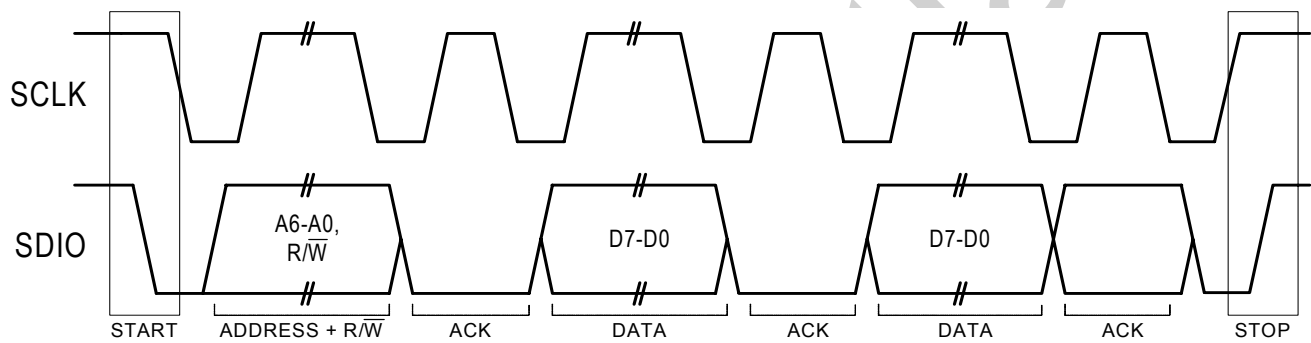 SCLK
SDIO
A6-A0,
R/W̅
D7-D0
D7-D0
START
ADDRESS + R/W̅
ACK
DATA
ACK
DATA
ACK
STOP